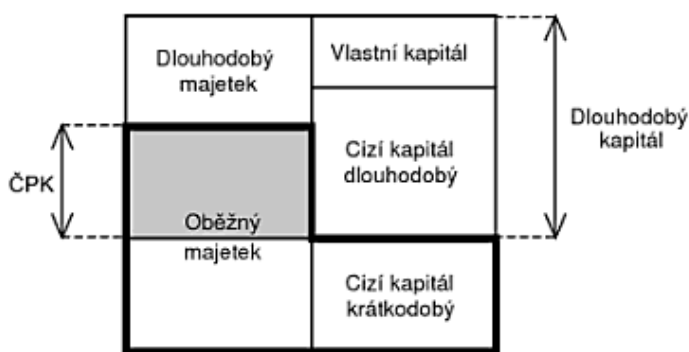 Dlouhodobý
majetek
Vlastní kapitál
Dlouhodobý
kapitál
ČPK
Cizí kapitál
dlouhodobý
Oběžný
majetek
Cizí kapitál
krátkodobý